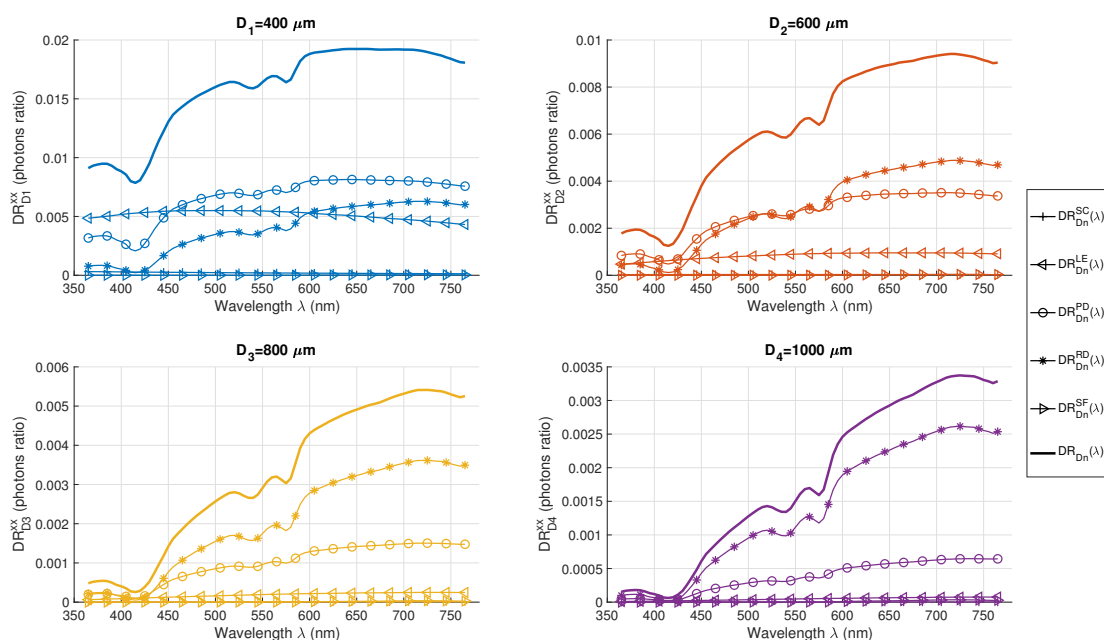 D1=400 μm
DR^xx_D1 (photons ratio)
0.02
0.015
0.01
0.005
0
350 400 450 500 550 600 650 700 750
Wavelength λ (nm)
D2=600 μm
DR^xx_D2 (photons ratio)
0.01
0.008
0.006
0.004
0.002
0
350 400 450 500 550 600 650 700 750
Wavelength λ (nm)
D3=800 μm
DR^xx_D3 (photons ratio)
0.006
0.005
0.004
0.003
0.002
0.001
0
350 400 450 500 550 600 650 700 750
Wavelength λ (nm)
D4=1000 μm
DR^xx_D4 (photons ratio)
0.0035
0.003
0.0025
0.002
0.0015
0.001
0.0005
0
350 400 450 500 550 600 650 700 750
Wavelength λ (nm)
DR^SC_Dn(λ)
DR^LE_Dn(λ)
DR^PD_Dn(λ)
DR^RD_Dn(λ)
DR^SF_Dn(λ)
DR_Dn(λ)